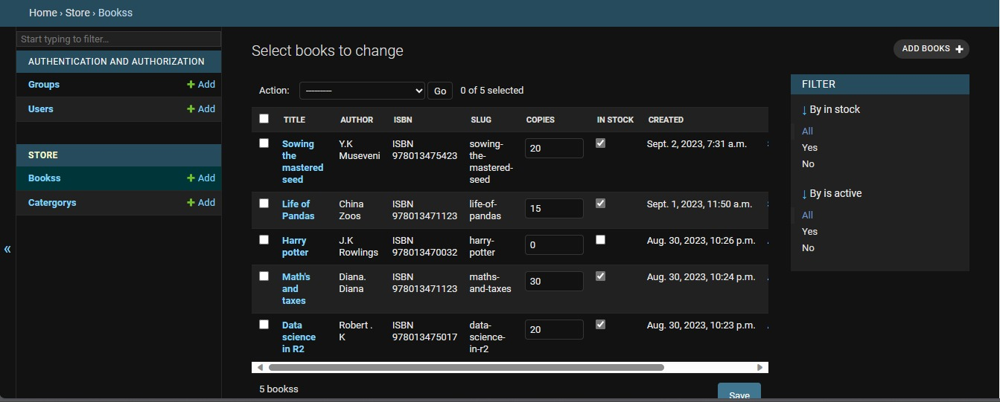 Home › Store › Bookss
Start typing to filter...
AUTHENTICATION AND AUTHORIZATION
Groups + Add
Users + Add
STORE
Bookss + Add
Catergorys + Add
«
Select books to change
ADD BOOKS +
Action: --------- Go 0 of 5 selected
TITLE AUTHOR ISBN SLUG COPIES IN STOCK CREATED
Sowing Y.K ISBN sowing- 20 Sept. 2, 2023, 7:31 a.m.
the Museveni 978013475423 the-
mastered mastered-
seed seed
Life of China ISBN life-of- 15 Sept. 1, 2023, 11:50 a.m.
Pandas Zoos 978013471123 pandas
Harry J.K ISBN harry- 0 Aug. 30, 2023, 10:26 p.m.
potter Rowlings 978013470032 potter
Math's Diana. ISBN maths- 30 Aug. 30, 2023, 10:24 p.m.
and Diana 978013471123 and-taxes
taxes
Data Robert . ISBN data- 20 Aug. 30, 2023, 10:23 p.m.
science K 978013475017 science-
in R2 in-r2
5 bookss
Save
FILTER
↓ By in stock
All
Yes
No
↓ By is active
All
Yes
No